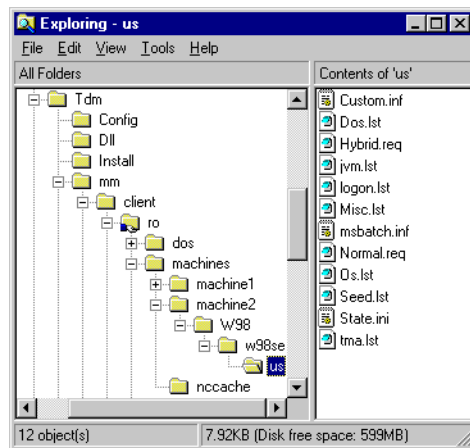 Exploring - us
File Edit View Tools Help
All Folders
Contents of 'us'
Tdm
Config
Dll
Install
mm
client
ro
dos
machines
machine1
machine2
W98
w98se
us
nccache
Custom.inf
Dos.lst
Hybrid.req
jvm.lst
logon.lst
Misc.lst
msbatch.inf
Normal.req
Os.lst
Seed.lst
State.ini
tma.lst
12 object(s)
7.92KB (Disk free space: 599MB)